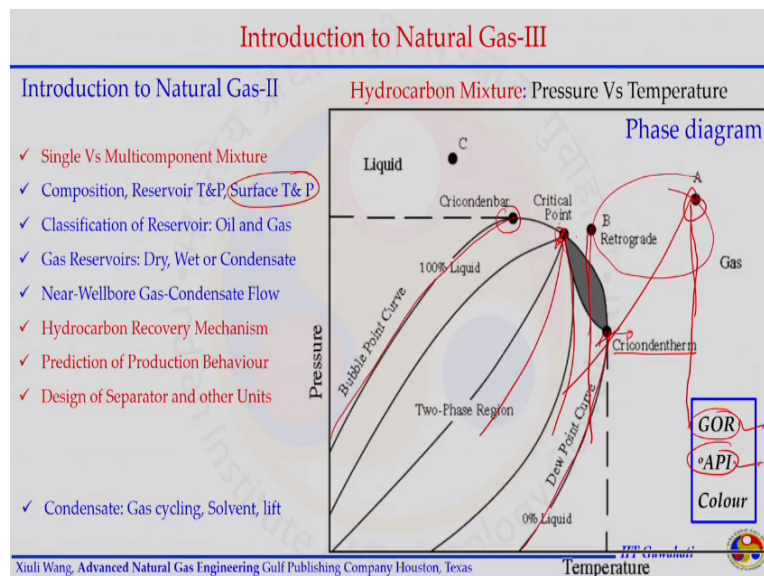 Introduction to Natural Gas-III
Introduction to Natural Gas-II
✓ Single Vs Multicomponent Mixture
✓ Composition, Reservoir T&P, Surface T& P
✓ Classification of Reservoir: Oil and Gas
✓ Gas Reservoirs: Dry, Wet or Condensate
✓ Near-Wellbore Gas-Condensate Flow
✓ Hydrocarbon Recovery Mechanism
✓ Prediction of Production Behaviour
✓ Design of Separator and other Units
✓ Condensate: Gas cycling, Solvent, lift
Hydrocarbon Mixture: Pressure Vs Temperature
Phase diagram
C
Liquid
A
Cricondenbar
Critical
Point
B
Retrograde
Gas
100% Liquid
Bubble Point Curve
Pressure
Cricondentherm
Two-Phase Region
Dew Point Curve
0% Liquid
GOR
ºAPI
Colour
IIT Guwahati
Temperature
Xiuli Wang, Advanced Natural Gas Engineering Gulf Publishing Company Houston, Texas